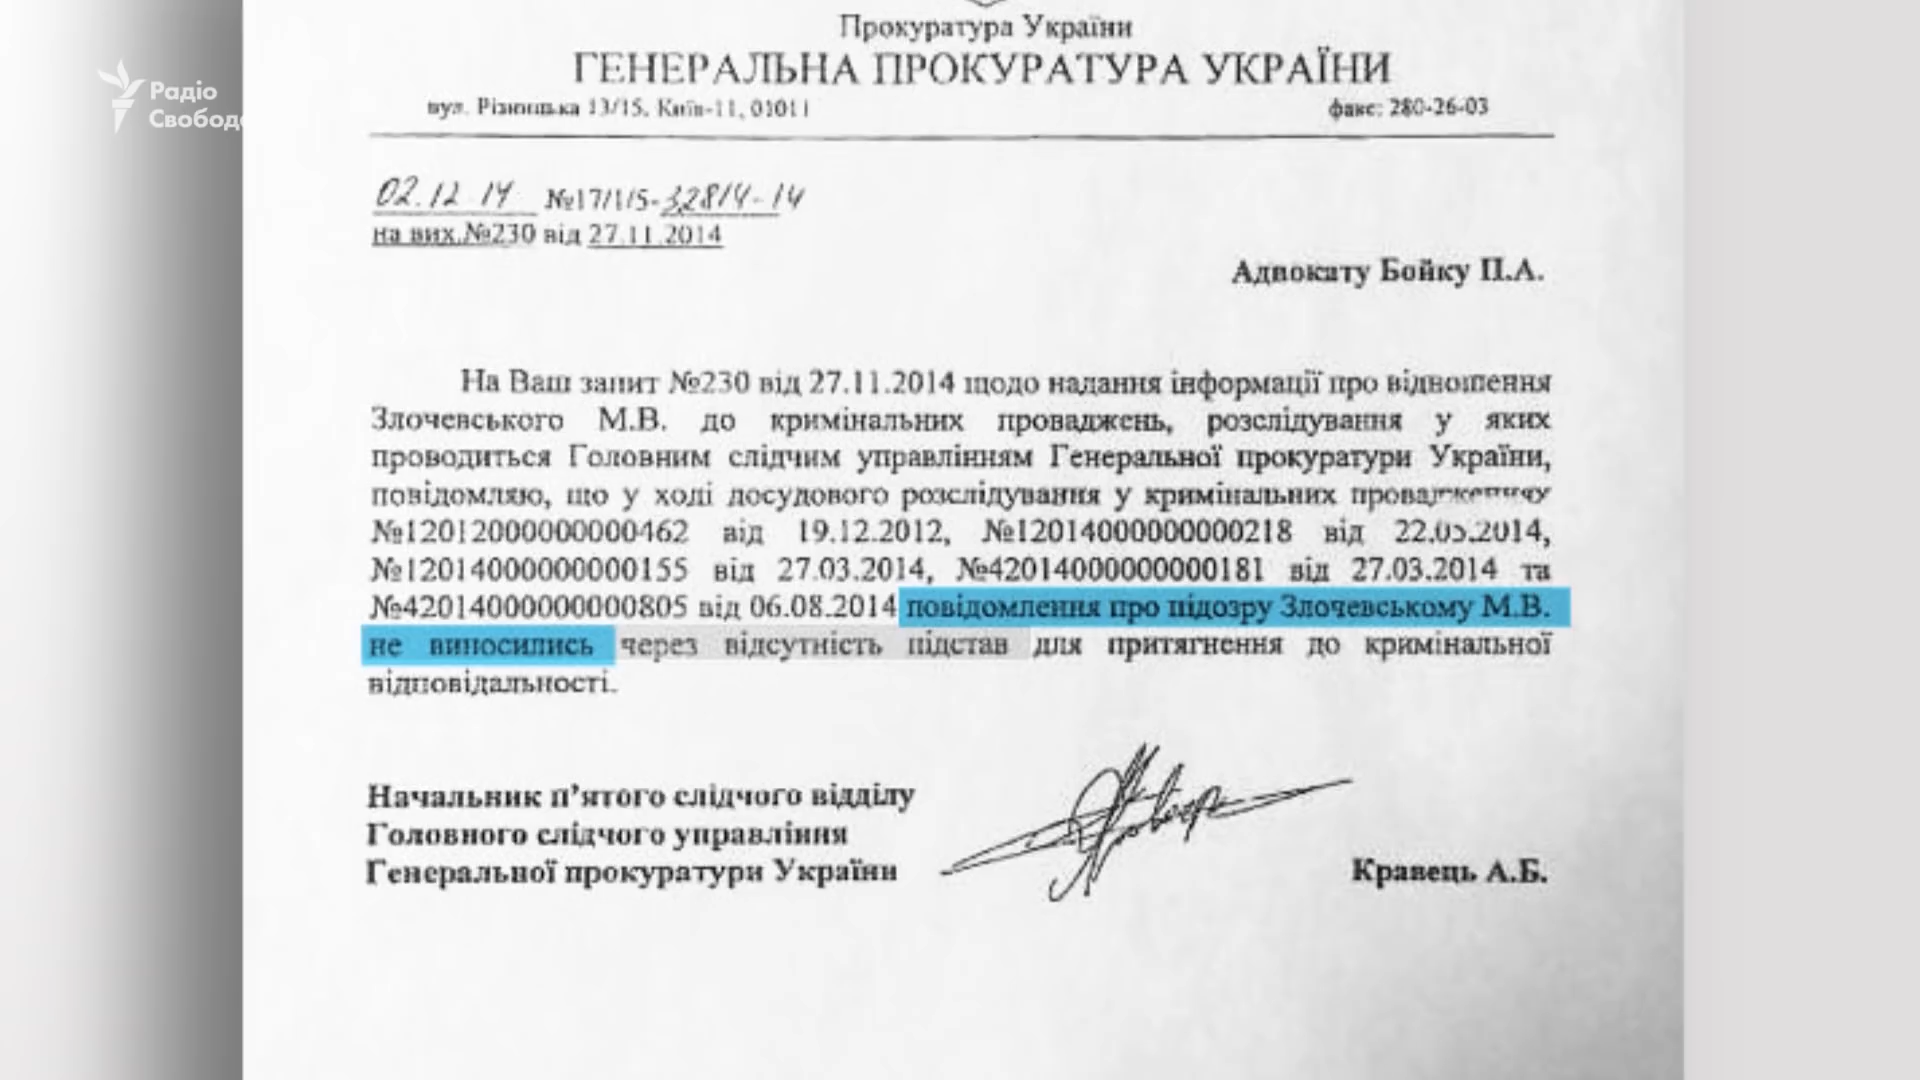 Радіо
Свобода
Прокуратура України
ГЕНЕРАЛЬНА ПРОКУРАТУРА УКРАЇНИ
вул. Різницька 13/15, Київ-11, 01011 факс: 280-26-03
02.12 14 №17/1/5-32814-14
на вих.№230 від 27.11.2014
Адвокату Бойку П.А.
На Ваш запит №230 від 27.11.2014 щодо надання інформації про відношення
Злочевського М.В. до кримінальних проваджень, розслідування у яких
проводиться Головним слідчим управлінням Генеральної прокуратури України,
повідомляю, що у ході досудового розслідування у кримінальних провадженнях
№12012000000000462 від 19.12.2012, №12014000000000218 від 22.05.2014,
№12014000000000155 від 27.03.2014, №42014000000000181 від 27.03.2014 та
№42014000000000805 від 06.08.2014 повідомлення про підозру Злочевському М.В.
не виносились через відсутність підстав для притягнення до кримінальної
відповідальності.
Начальник п’ятого слідчого відділу
Головного слідчого управління
Генеральної прокуратури України Кравець А.Б.